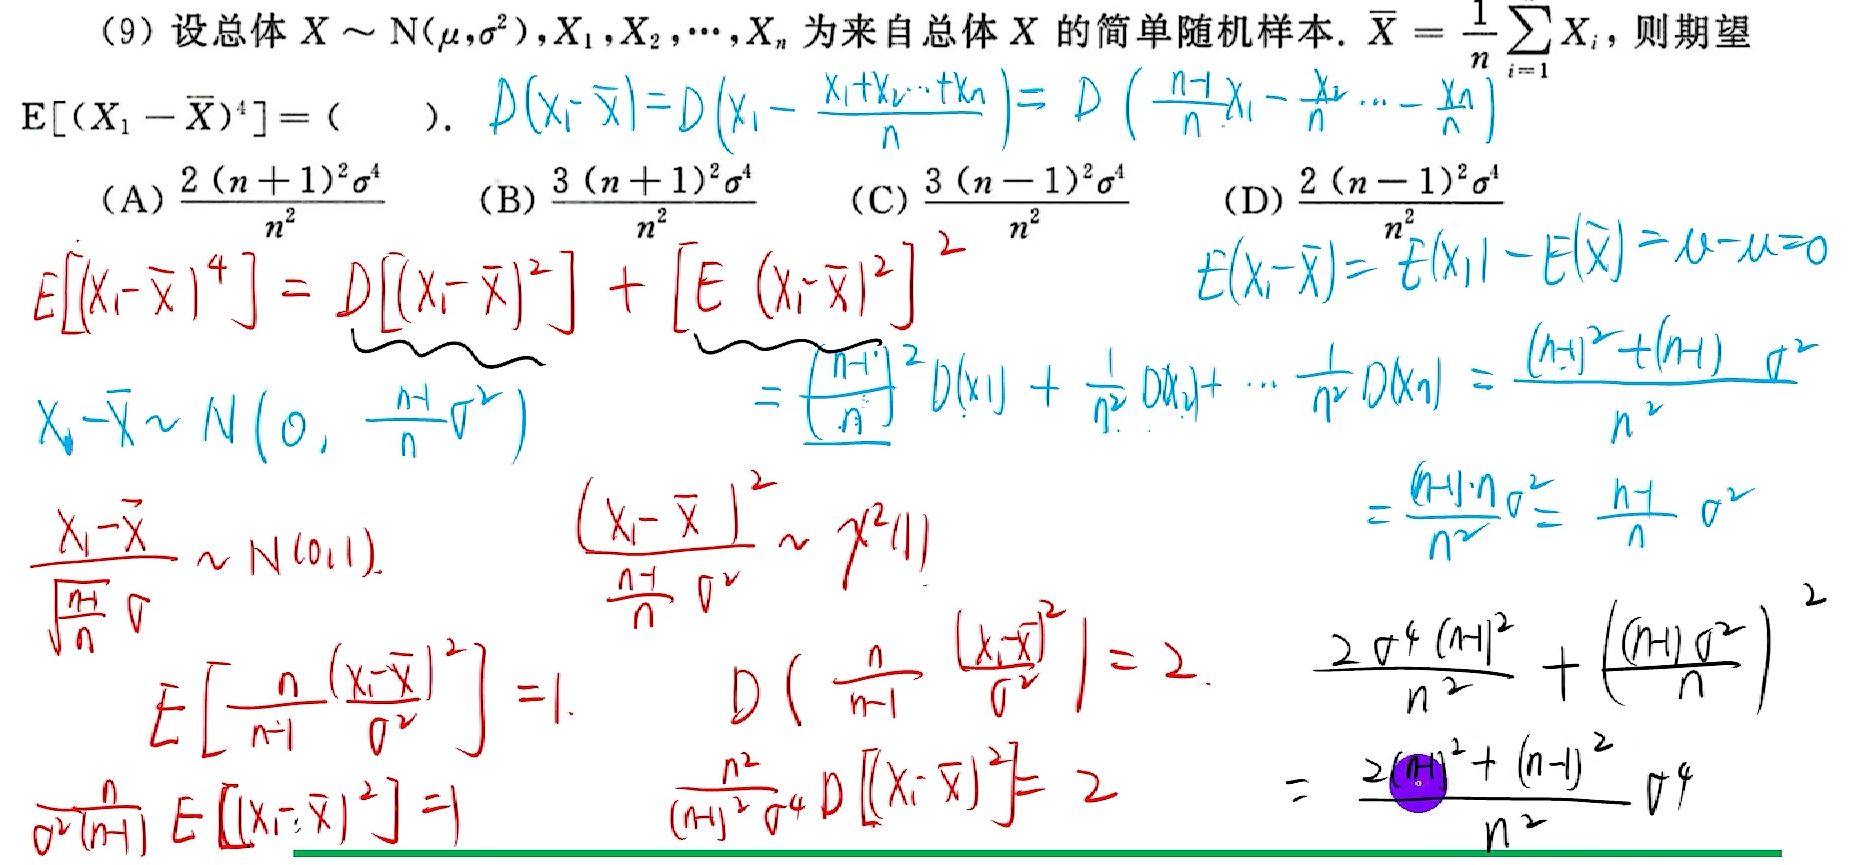 (9) 设总体 X ~ N(μ,σ²),X₁,X₂,⋯,Xₙ 为来自总体 X 的简单随机样本. X̄ = 1/n ∑ᵢ₌₁ Xᵢ, 则期望
E[(X₁ − X̄)⁴] = (  ). D(X₁−X̄)=D(X₁ − (X₁+X₂…+Xₙ)/n) = D((n−1)/n X₁ − X₂/n … − Xₙ/n)
(A) 2(n+1)²σ⁴/n² (B) 3(n+1)²σ⁴/n² (C) 3(n−1)²σ⁴/n² (D) 2(n−1)²σ⁴/n²
E[(X₁−X̄)⁴] = D[(X₁−X̄)²] + [E(X₁−X̄)²]² E(X₁−X̄) = E(X₁) − E(X̄) = μ−μ=0
X₁−X̄ ~ N(0, (n−1)/n σ²) = ((n−1)/n)² D(X₁) + 1/n² D(X₂)+ … 1/n² D(Xₙ) = ((n−1)²+(n−1))/n² σ²
= (n−1)·n/n² σ² = (n−1)/n σ²
(X₁−X̄)/(√((n−1)/n) σ) ~ N(0,1). (X₁−X̄)²/((n−1)/n σ²) ~ χ²(1)
E[n/(n−1) (X₁−X̄)²/σ²] =1. D(n/(n−1) (X₁−X̄)²/σ²) = 2. 2σ⁴(n−1)²/n² + ((n−1)σ²/n)²
n/(σ²(n−1)) E[(X₁−X̄)²] =1 n²/((n−1)²σ⁴) D[(X₁−X̄)²] = 2 = (2(n−1)²+(n−1)²)/n² σ⁴